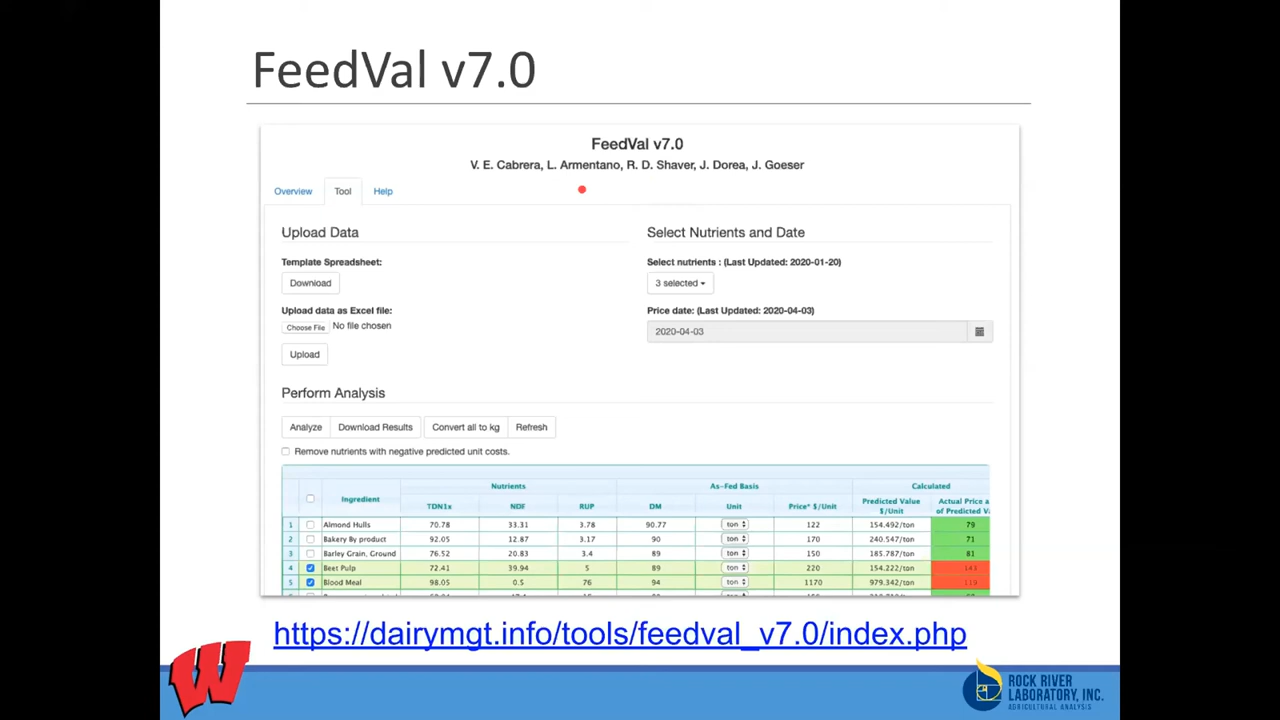 FeedVal v7.0
FeedVal v7.0
V. E. Cabrera, L. Armentano, R. D. Shaver, J. Dorea, J. Goeser
Overview Tool Help
Upload Data
Template Spreadsheet:
Download
Upload data as Excel file:
Choose File No file chosen
Upload
Select Nutrients and Date
Select nutrients : (Last Updated: 2020-01-20)
3 selected
Price date: (Last Updated: 2020-04-03)
2020-04-03
Perform Analysis
Analyze Download Results Convert all to kg Refresh
Remove nutrients with negative predicted unit costs.
Nutrients As-Fed Basis Calculated
Ingredient TDN1x NDF RUP DM Unit Price* $/Unit Predicted Value $/Unit Actual Price a of Predicted Va
1 Almond Hulls 70.78 33.31 3.78 90.77 ton 122 154.492/ton 79
2 Bakery By product 92.05 12.87 3.17 90 ton 170 240.547/ton 71
3 Barley Grain, Ground 76.52 20.83 3.4 89 ton 150 185.787/ton 81
4 Beet Pulp 72.41 39.94 5 89 ton 220 154.222/ton 143
5 Blood Meal 98.05 0.5 76 94 ton 1170 979.342/ton 119
https://dairymgt.info/tools/feedval_v7.0/index.php
W
ROCK RIVER
LABORATORY, INC.
AGRICULTURAL ANALYSIS